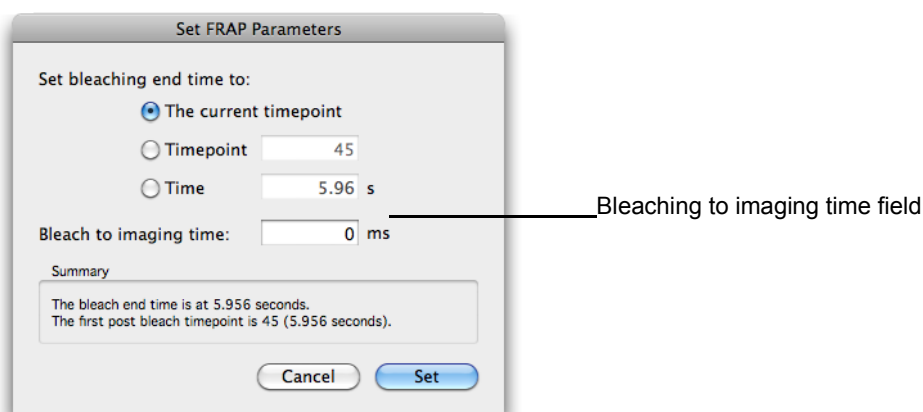 Set FRAP Parameters
Set bleaching end time to:
The current timepoint
Timepoint 45
Time 5.96 s
Bleaching to imaging time field
Bleach to imaging time: 0 ms
Summary
The bleach end time is at 5.956 seconds.
The first post bleach timepoint is 45 (5.956 seconds).
Cancel Set